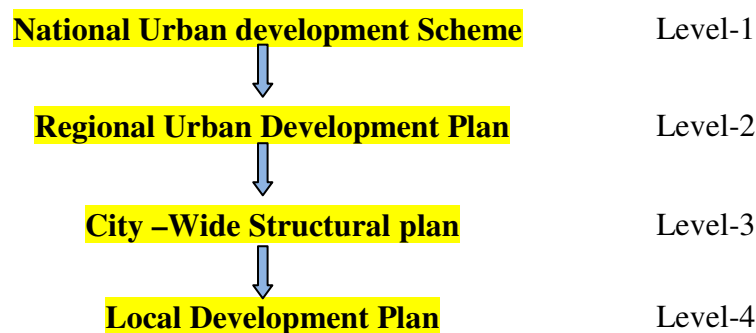 National Urban development Scheme Level-1
Regional Urban Development Plan Level-2
City –Wide Structural plan Level-3
Local Development Plan Level-4